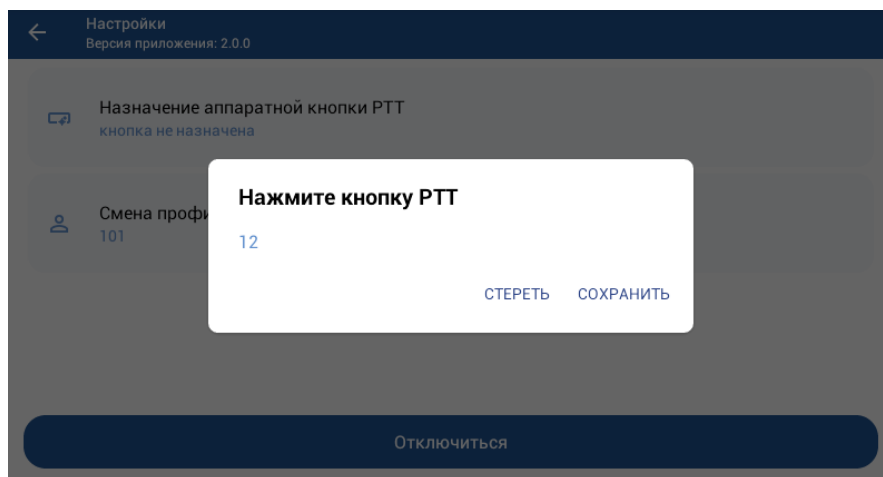 Настройки
Версия приложения: 2.0.0
Назначение аппаратной кнопки PTT
кнопка не назначена
Смена профи
101
Нажмите кнопку PTT
12
СТЕРЕТЬ СОХРАНИТЬ
Отключиться